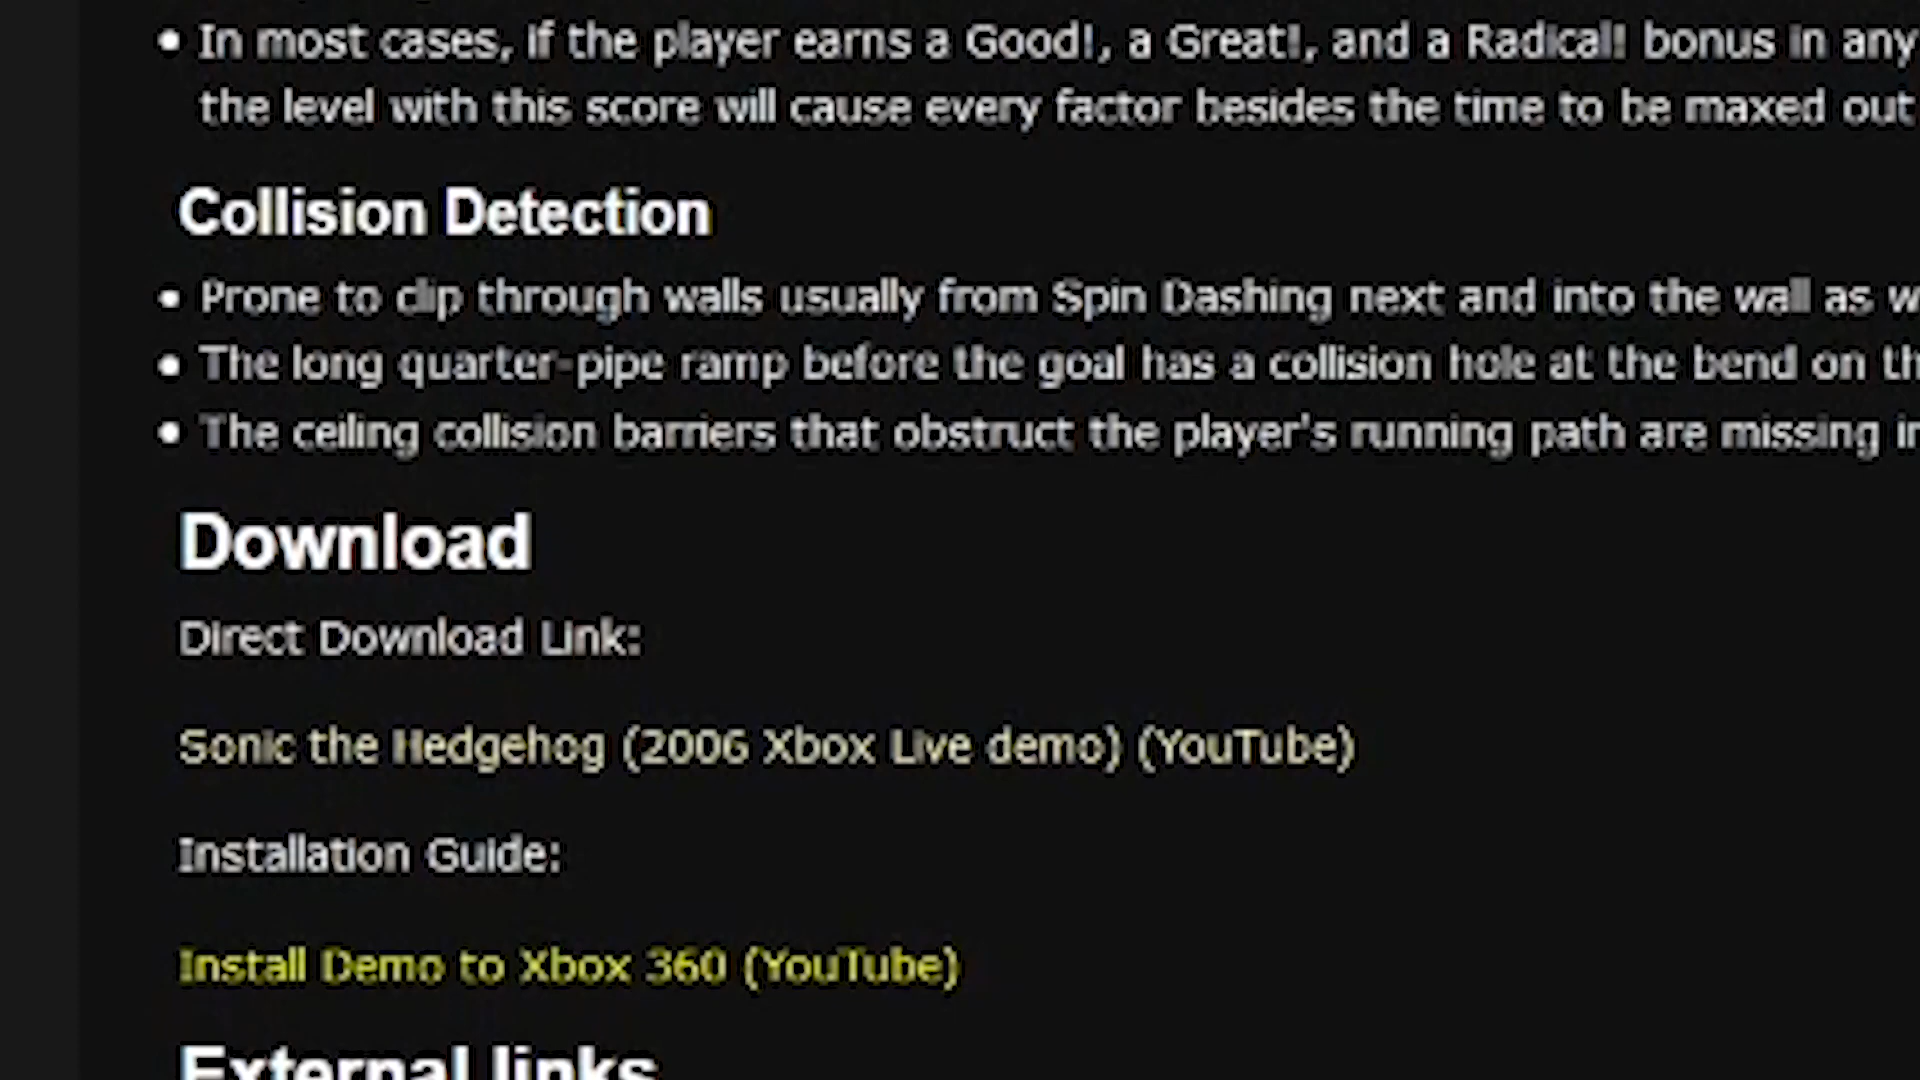 • In most cases, if the player earns a Good!, a Great!, and a Radical! bonus in any
the level with this score will cause every factor besides the time to be maxed out
Collision Detection
• Prone to clip through walls usually from Spin Dashing next and into the wall as w
• The long quarter-pipe ramp before the goal has a collision hole at the bend on th
• The ceiling collision barriers that obstruct the player's running path are missing in
Download
Direct Download Link:
Sonic the Hedgehog (2006 Xbox Live demo) (YouTube)
Installation Guide:
Install Demo to Xbox 360 (YouTube)
External links